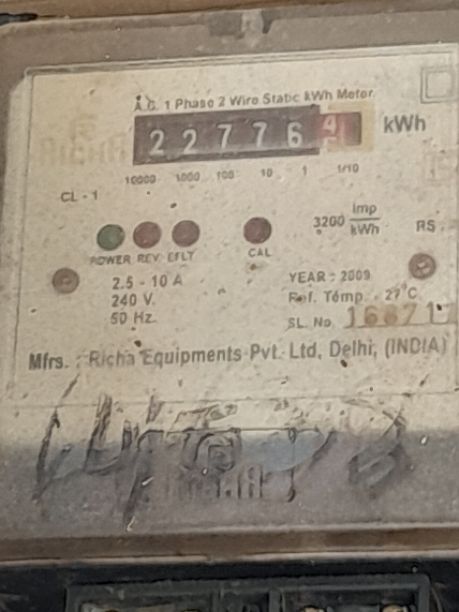 A.C. 1 Phase 2 Wire Static kWh Meter
227764 kWh
10000 1000 100 10 1 1/10
CL - 1
3200 imp/kWh RS
POWER REV EFLT CAL
2.5 - 10 A
240 V.
50 Hz.
YEAR : 2009
Ref. Temp. - 27°C
SL. No.
Mfrs. : Richa Equipments Pvt. Ltd, Delhi, (INDIA)